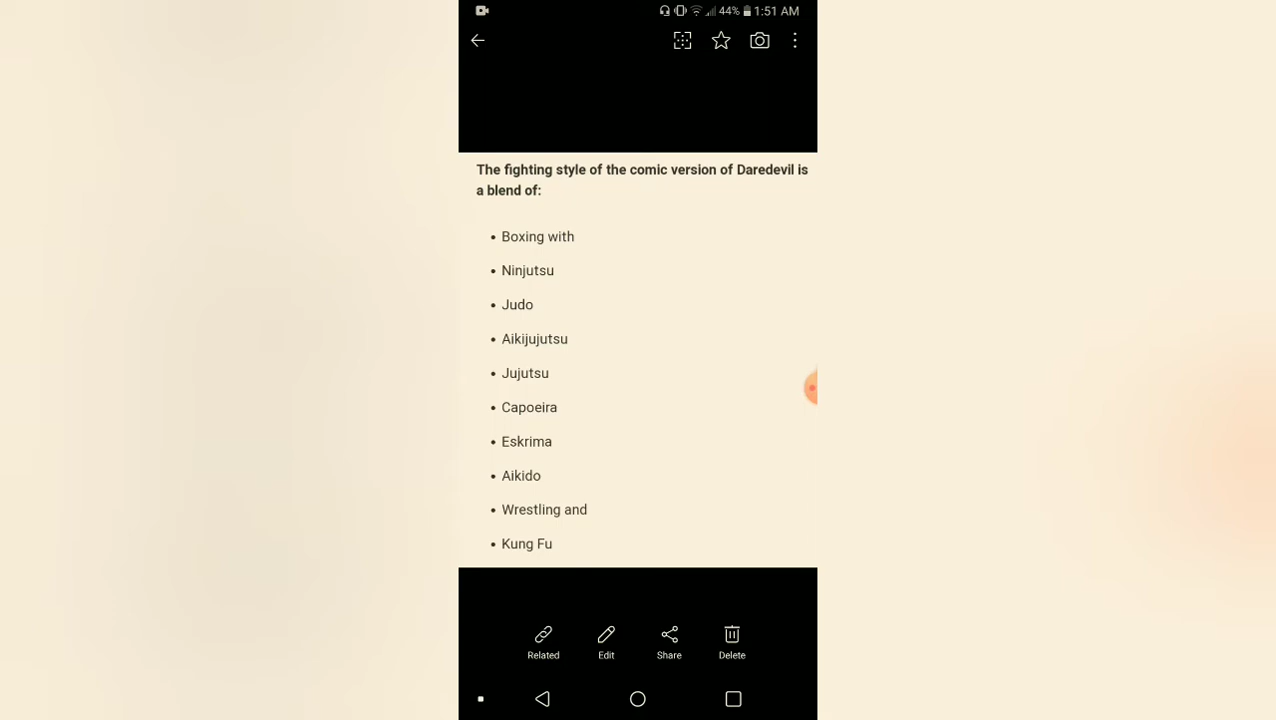 44% 1:51 AM
The fighting style of the comic version of Daredevil is
a blend of:
• Boxing with
• Ninjutsu
• Judo
• Aikijujutsu
• Jujutsu
• Capoeira
• Eskrima
• Aikido
• Wrestling and
• Kung Fu
Related Edit Share Delete